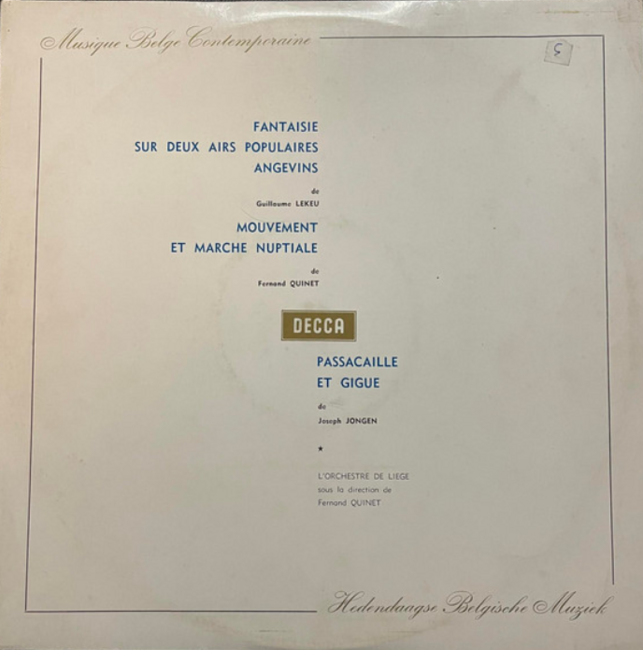 Musique Belge Contemporaine
FANTAISIE
SUR DEUX AIRS POPULAIRES
ANGEVINS
de
Guillaume LEKEU
MOUVEMENT
ET MARCHE NUPTIALE
de
Fernand QUINET
DECCA
PASSACAILLE
ET GIGUE
de
Joseph JONGEN
*
L'ORCHESTRE DE LIEGE
sous la direction de
Fernand QUINET
Hedendaagse Belgische Muziek